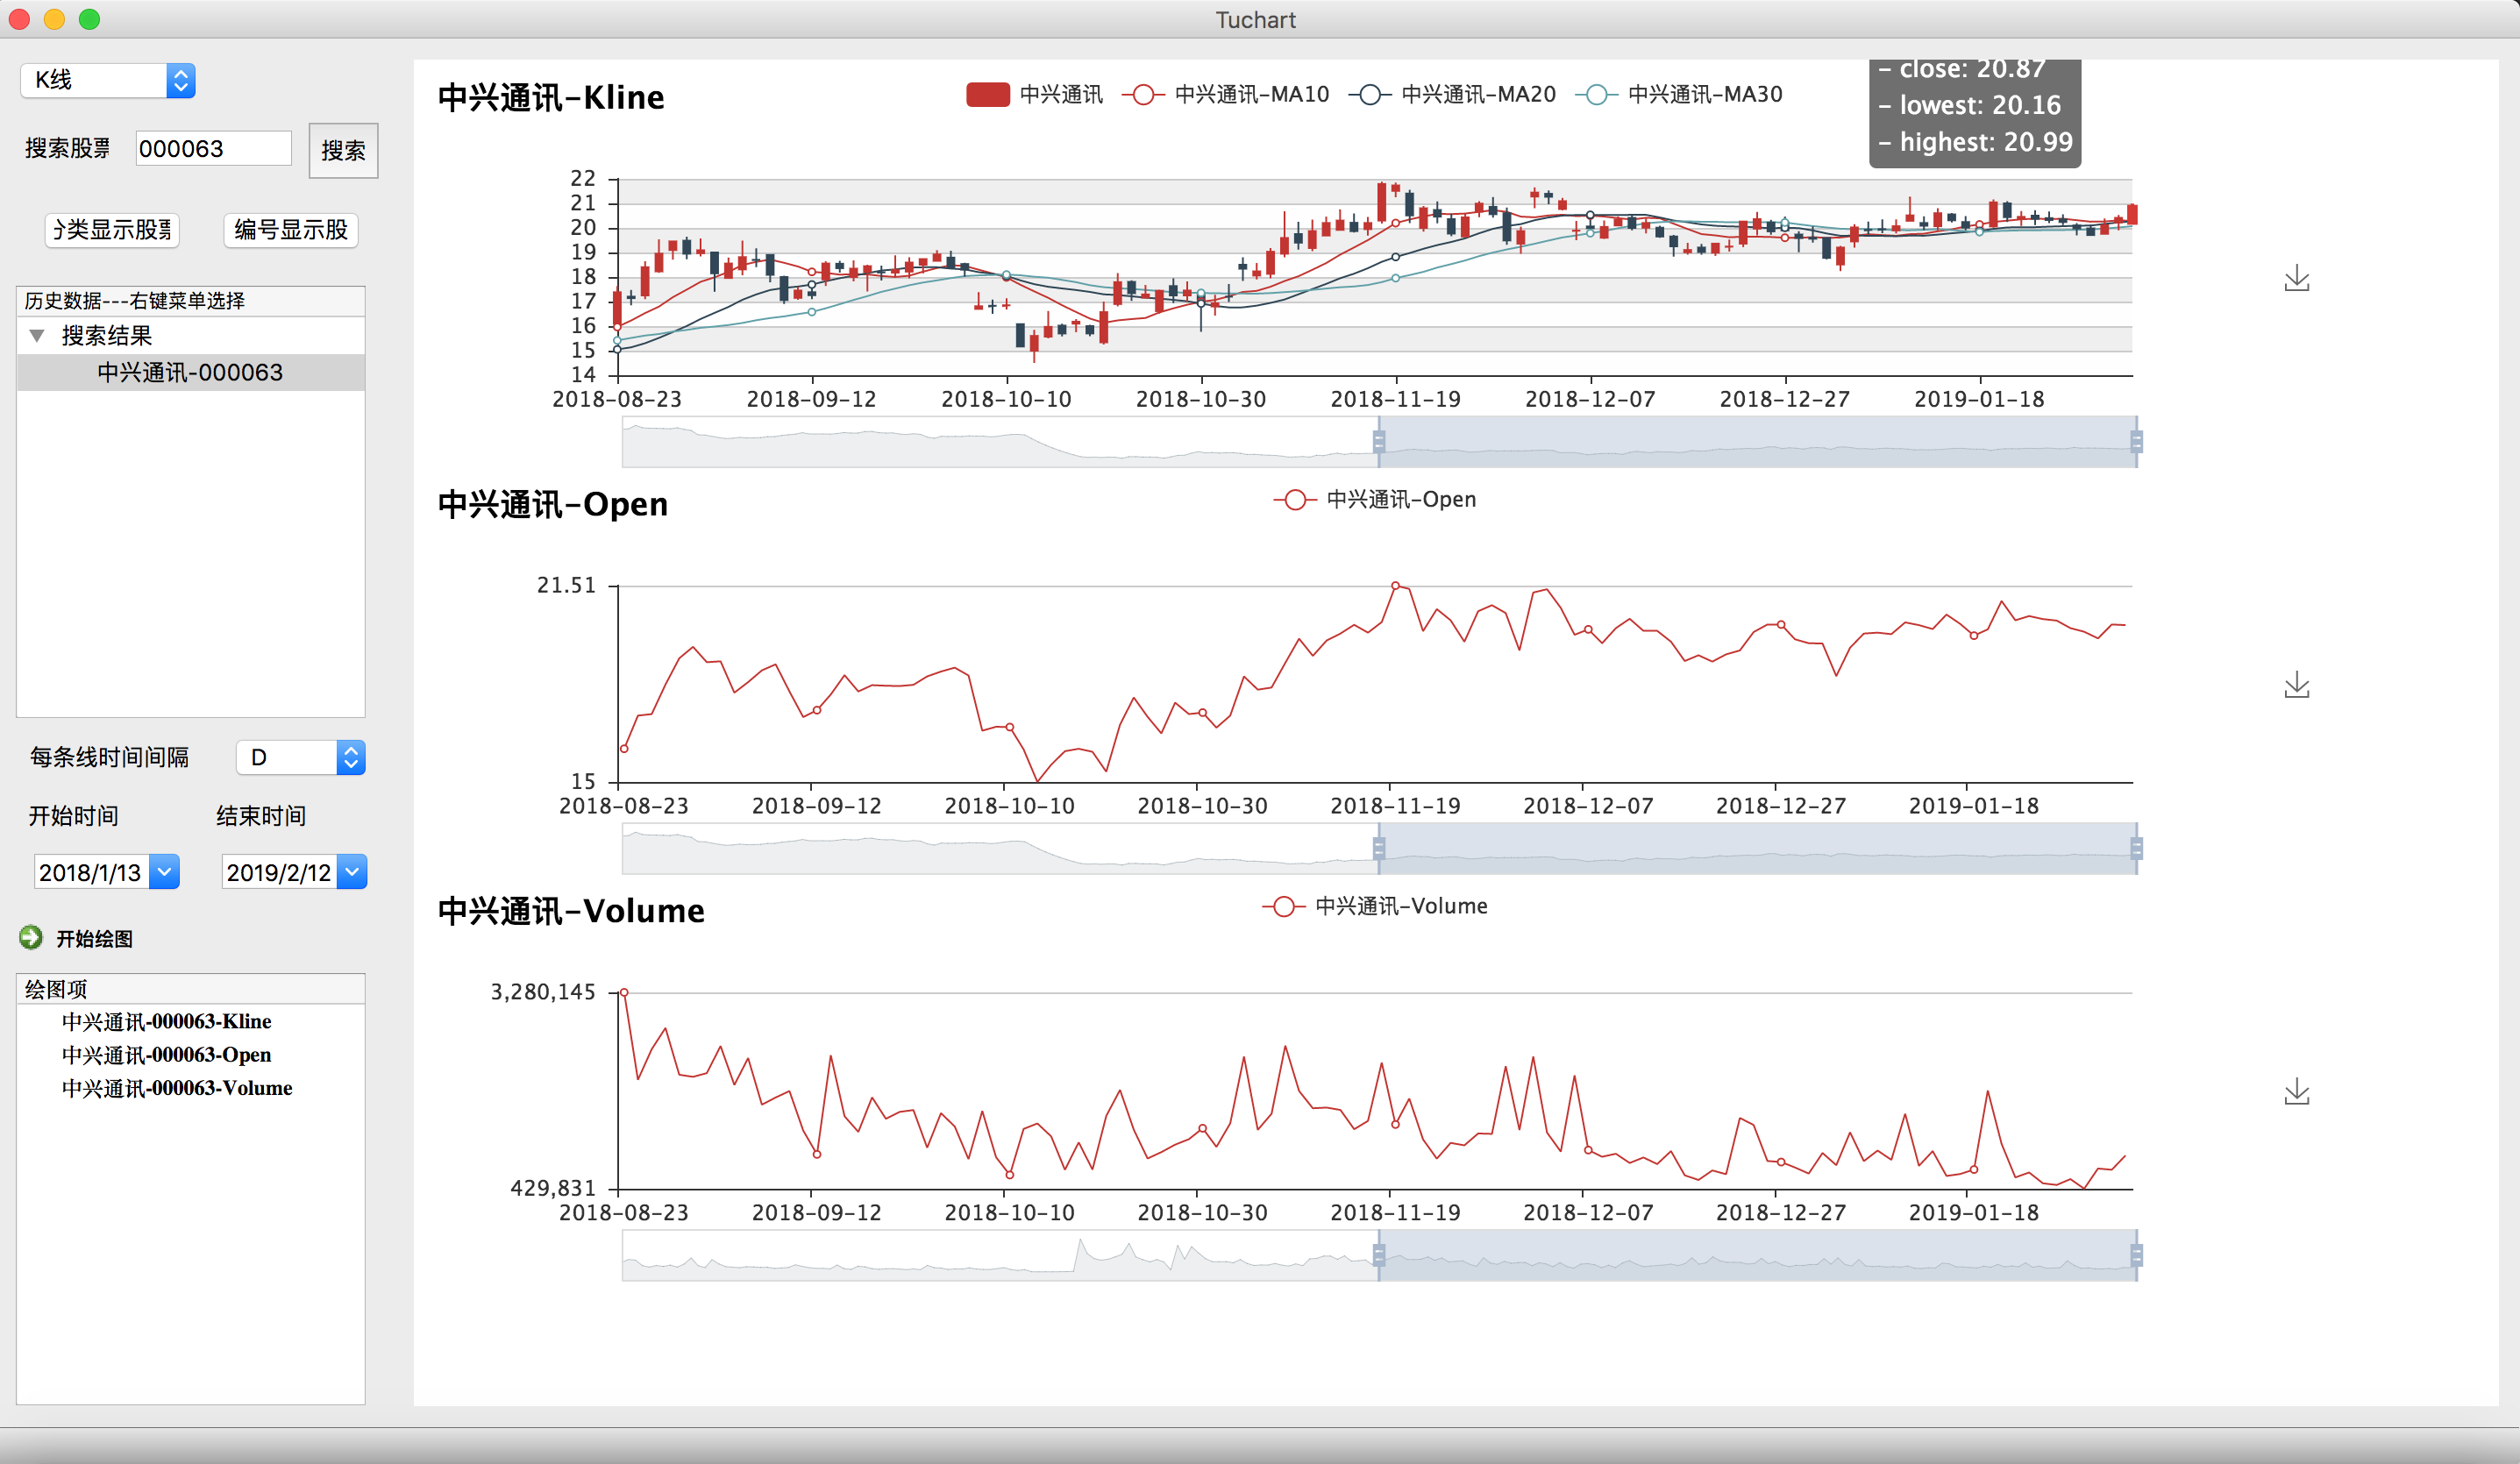 Tuchart
K线
搜索股票
000063
搜索
分类显示股票
编号显示股
历史数据---右键菜单选择
搜索结果
中兴通讯-000063
每条线时间间隔
D
开始时间
结束时间
2018/1/13
2019/2/12
开始绘图
绘图项
中兴通讯-000063-Kline
中兴通讯-000063-Open
中兴通讯-000063-Volume
中兴通讯-Kline
中兴通讯
中兴通讯-MA10
中兴通讯-MA20
中兴通讯-MA30
- close: 20.87
- lowest: 20.16
- highest: 20.99
22
21
20
19
18
17
16
15
14
2018-08-23 2018-09-12 2018-10-10 2018-10-30 2018-11-19 2018-12-07 2018-12-27 2019-01-18
中兴通讯-Open
中兴通讯-Open
21.51
15
2018-08-23 2018-09-12 2018-10-10 2018-10-30 2018-11-19 2018-12-07 2018-12-27 2019-01-18
中兴通讯-Volume
中兴通讯-Volume
3,280,145
429,831
2018-08-23 2018-09-12 2018-10-10 2018-10-30 2018-11-19 2018-12-07 2018-12-27 2019-01-18